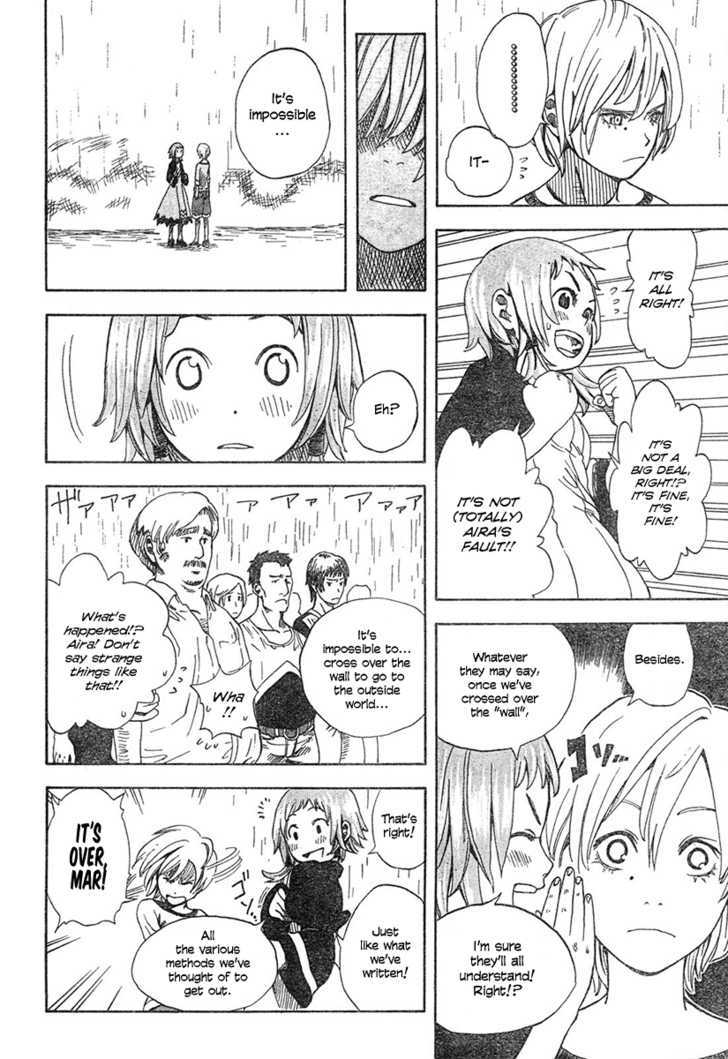 …………
IT-
IT'S
ALL
RIGHT!
IT'S
NOT A
BIG DEAL,
RIGHT!?
IT'S FINE,
IT'S
FINE!
IT'S NOT
(TOTALLY)
AIRA'S
FAULT!!
Besides.
Whatever
they may say,
once we've
crossed over
the "wall",
コソ…
I'm sure
they'll all
understand!
Right!?
It's
impossible
...
Eh?
It's
impossible to...
cross over the
wall to go to
the outside
world...
Wha
!!
What's
happened!?
Aira! Don't
say strange
things like
that!!
That's
right!
Just
like what
we've
written!
All
the various
methods we've
thought of to
get out.
IT'S
OVER,
MAR!